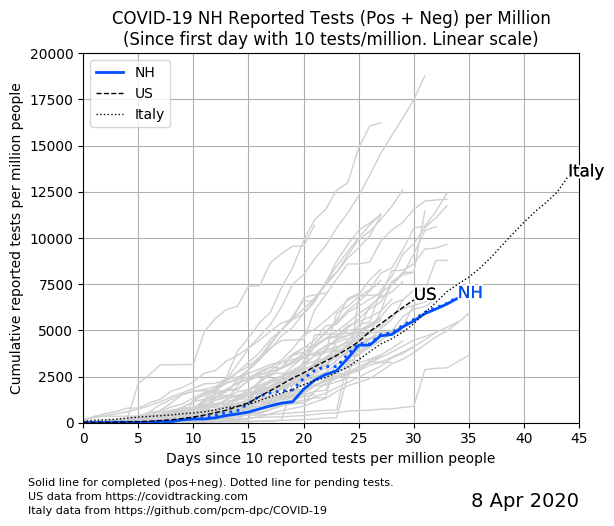 COVID-19 NH Reported Tests (Pos + Neg) per Million
(Since first day with 10 tests/million. Linear scale)
Cumulative reported tests per million people
20000
17500
15000
12500
10000
7500
5000
2500
0
NH
US
Italy
Italy
US
NH
0 5 10 15 20 25 30 35 40 45
Days since 10 reported tests per million people
Solid line for completed (pos+neg). Dotted line for pending tests.
US data from https://covidtracking.com
Italy data from https://github.com/pcm-dpc/COVID-19
8 Apr 2020